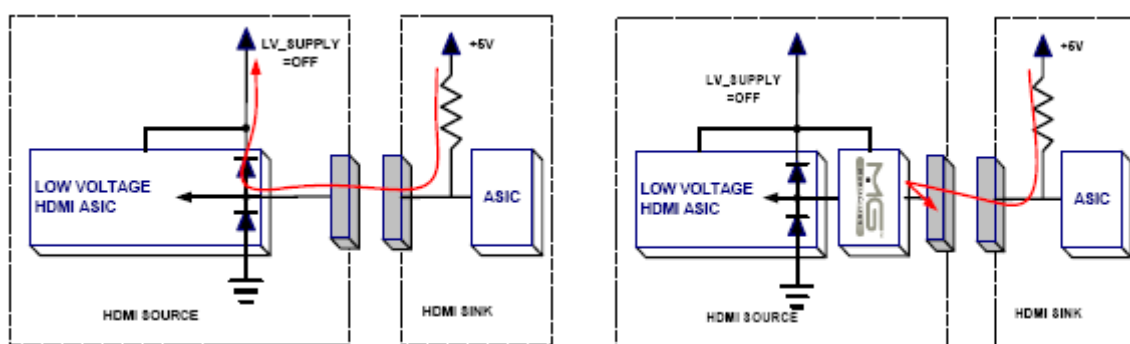 LV_SUPPLY
=OFF
+5V
LOW VOLTAGE
HDMI ASIC
ASIC
HDMI SOURCE
HDMI SINK
LV_SUPPLY
=OFF
+5V
LOW VOLTAGE
HDMI ASIC
MG
ASIC
HDMI SOURCE
HDMI SINK